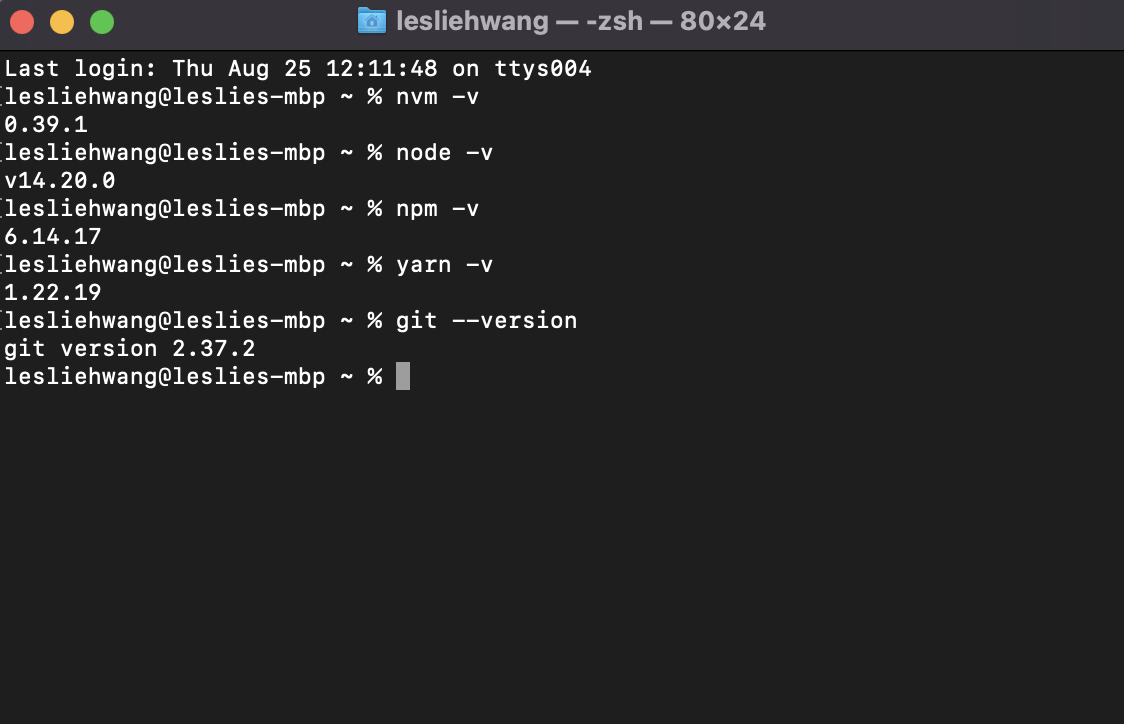 lesliehwang — -zsh — 80×24
Last login: Thu Aug 25 12:11:48 on ttys004
[lesliehwang@leslies-mbp ~ % nvm -v
0.39.1
[lesliehwang@leslies-mbp ~ % node -v
v14.20.0
[lesliehwang@leslies-mbp ~ % npm -v
6.14.17
[lesliehwang@leslies-mbp ~ % yarn -v
1.22.19
[lesliehwang@leslies-mbp ~ % git --version
git version 2.37.2
lesliehwang@leslies-mbp ~ %